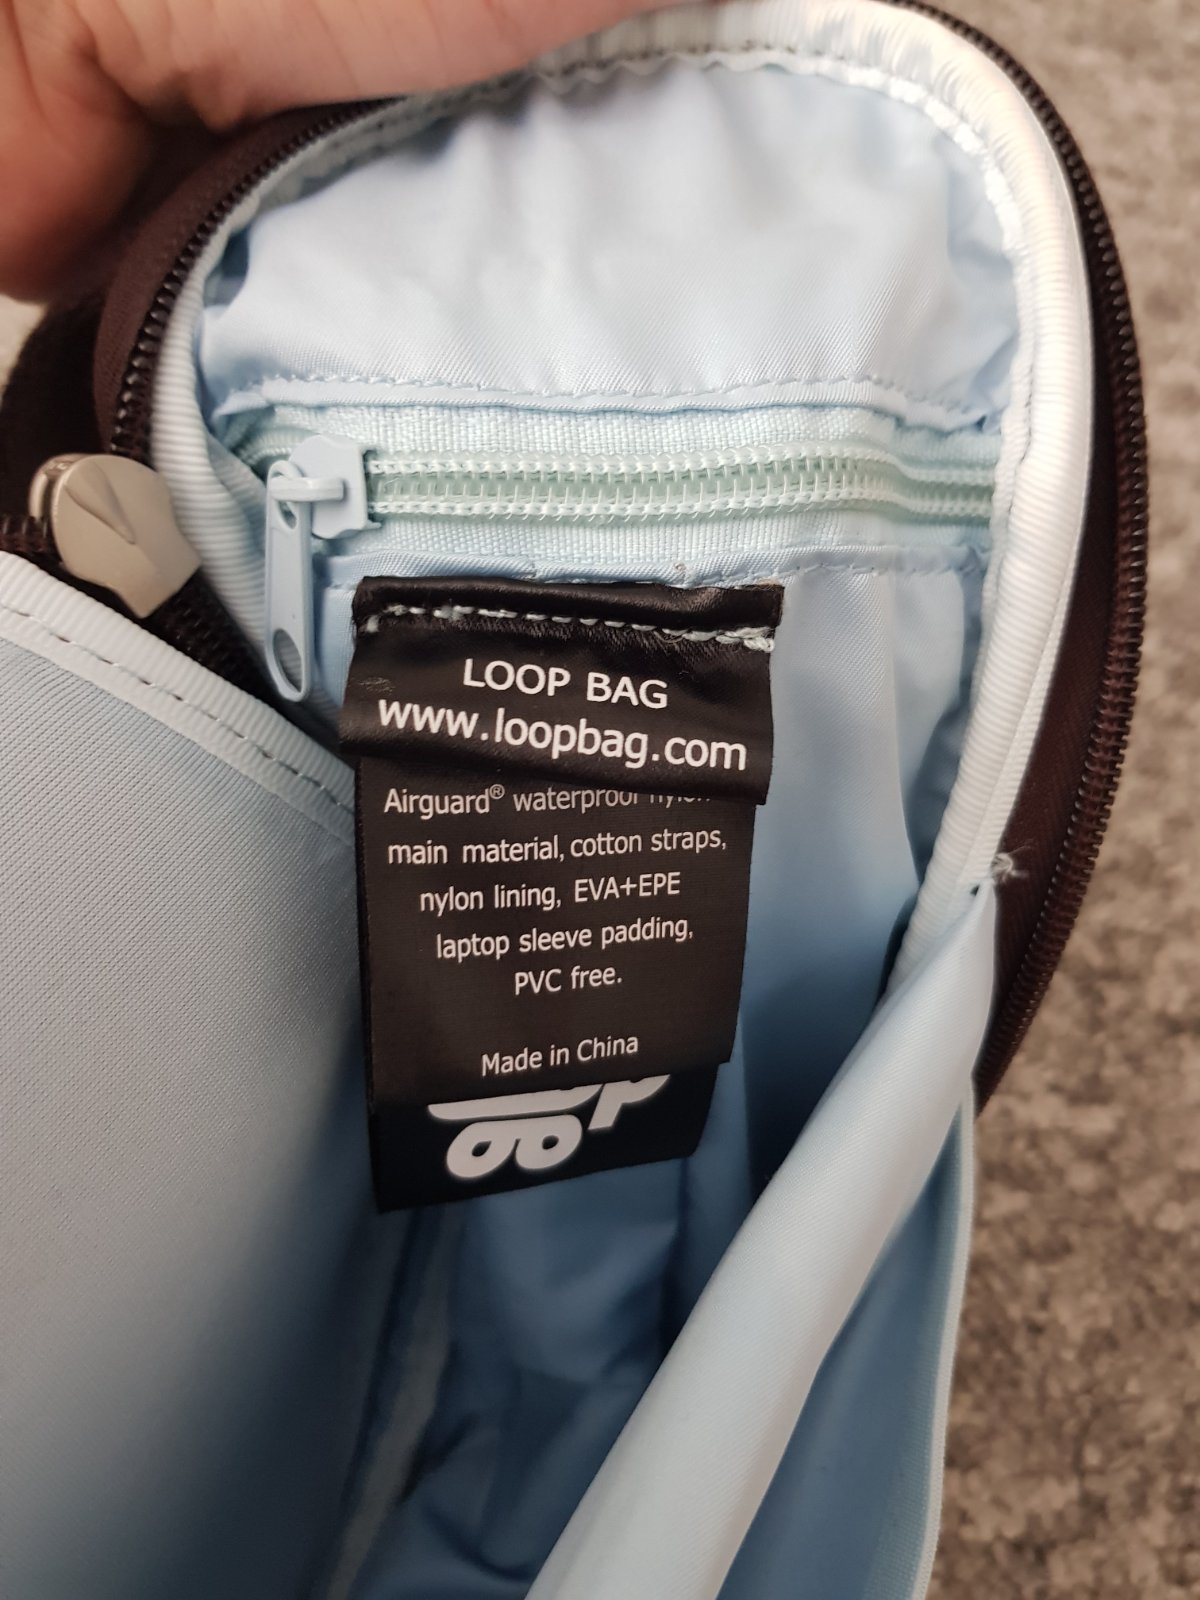 LOOP BAG
www.loopbag.com
Airguard® waterproof nylon
main material, cotton straps,
nylon lining, EVA+EPE
laptop sleeve padding,
PVC free.
Made in China